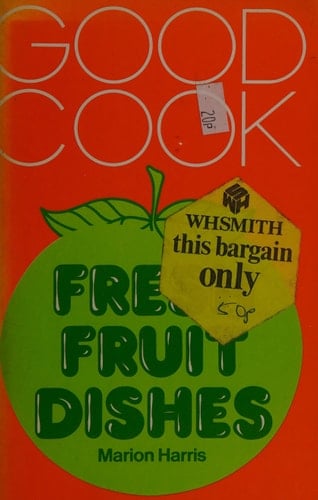 GOOD
COOK
20p
WHSMITH
this bargain
only
50p
FRE
FRUIT
DISHES
Marion Harris